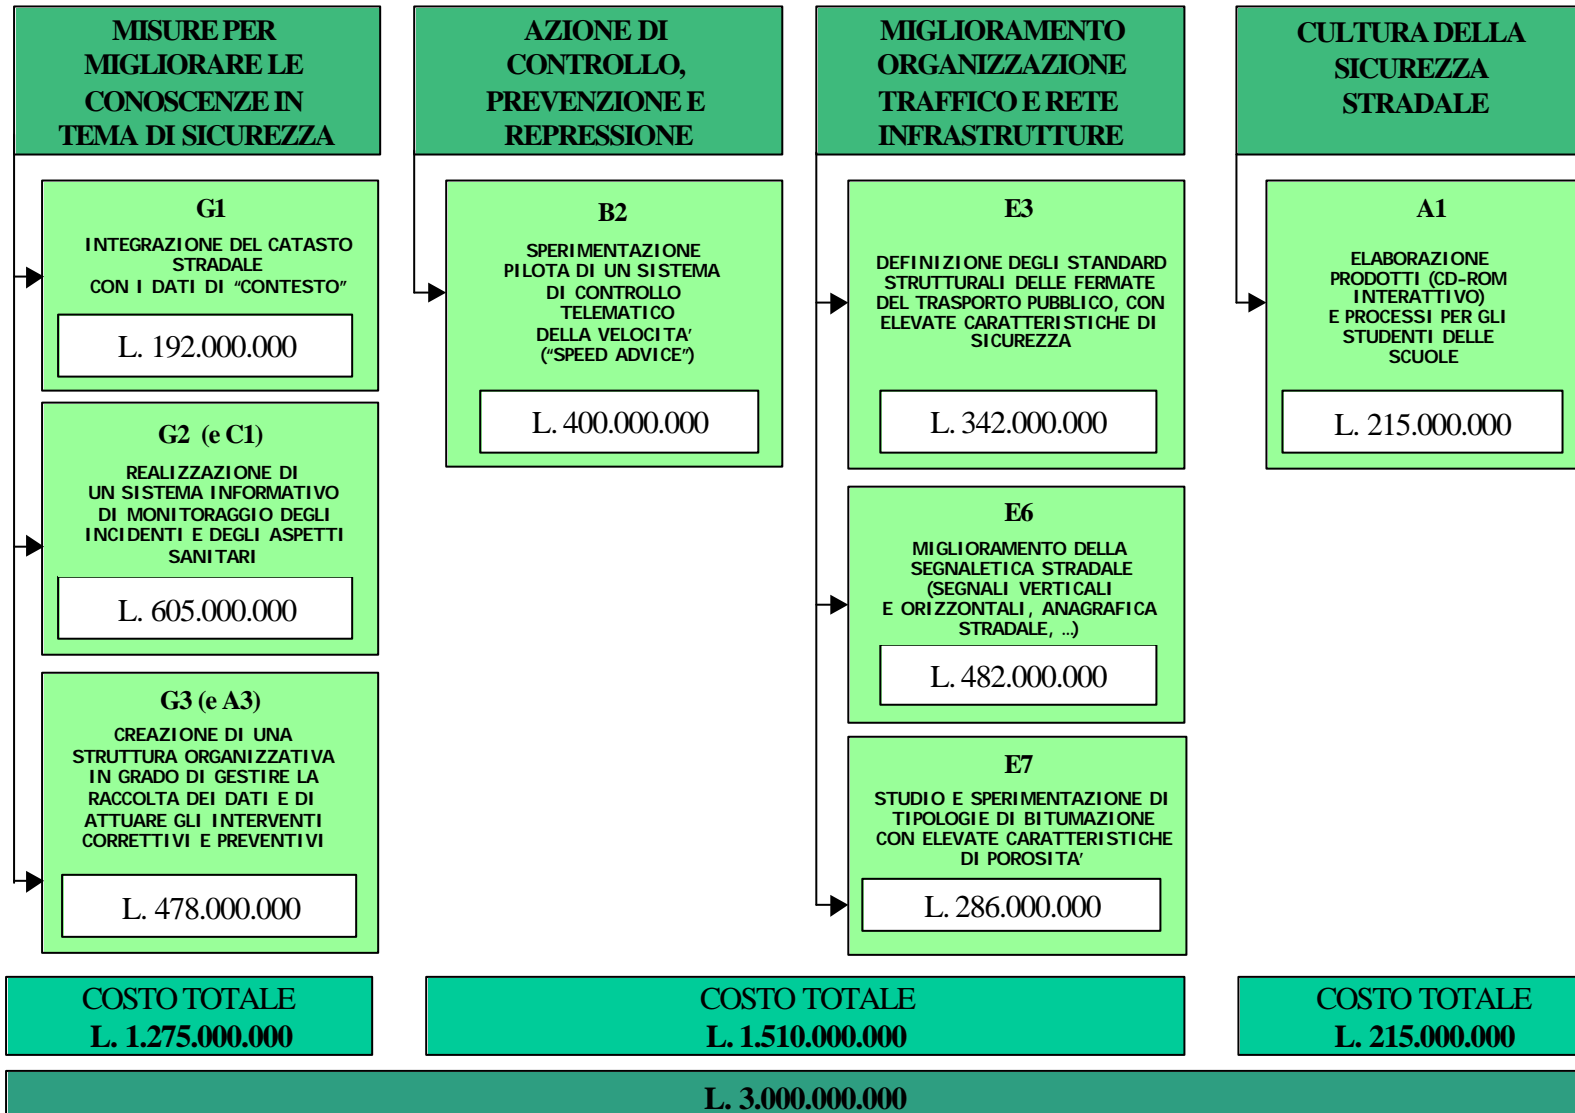 MISURE PER
MIGLIORARE LE
CONOSCENZE IN
TEMA DI SICUREZZA
G1
INTEGRAZIONE DEL CATASTO
STRADALE
CON I DATI DI “CONTESTO”
L. 192.000.000
G2 (e C1)
REALIZZAZIONE DI
UN SISTEMA INFORMATIVO
DI MONITORAGGIO DEGLI
INCIDENTI E DEGLI ASPETTI
SANITARI
L. 605.000.000
G3 (e A3)
CREAZIONE DI UNA
STRUTTURA ORGANIZZATIVA
IN GRADO DI GESTIRE LA
RACCOLTA DEI DATI E DI
ATTUARE GLI INTERVENTI
CORRETTIVI E PREVENTIVI
L. 478.000.000
AZIONE DI
CONTROLLO,
PREVENZIONE E
REPRESSIONE
B2
SPERIMENTAZIONE
PILOTA DI UN SISTEMA
DI CONTROLLO
TELEMATICO
DELLA VELOCITA’
(“SPEED ADVICE”)
L. 400.000.000
MIGLIORAMENTO
ORGANIZZAZIONE
TRAFFICO E RETE
INFRASTRUTTURE
E3
DEFINIZIONE DEGLI STANDARD
STRUTTURALI DELLE FERMATE
DEL TRASPORTO PUBBLICO, CON
ELEVATE CARATTERISTICHE DI
SICUREZZA
L. 342.000.000
E6
MIGLIORAMENTO DELLA
SEGNALETICA STRADALE
(SEGNALI VERTICALI
E ORIZZONTALI, ANAGRAFICA
STRADALE, …)
L. 482.000.000
E7
STUDIO E SPERIMENTAZIONE DI
TIPOLOGIE DI BITUMAZIONE
CON ELEVATE CARATTERISTICHE
DI POROSITA’
L. 286.000.000
CULTURA DELLA
SICUREZZA
STRADALE
A1
ELABORAZIONE
PRODOTTI (CD-ROM
INTERATTIVO)
E PROCESSI PER GLI
STUDENTI DELLE
SCUOLE
L. 215.000.000
COSTO TOTALE
L. 1.275.000.000
COSTO TOTALE
L. 1.510.000.000
COSTO TOTALE
L. 215.000.000
L. 3.000.000.000